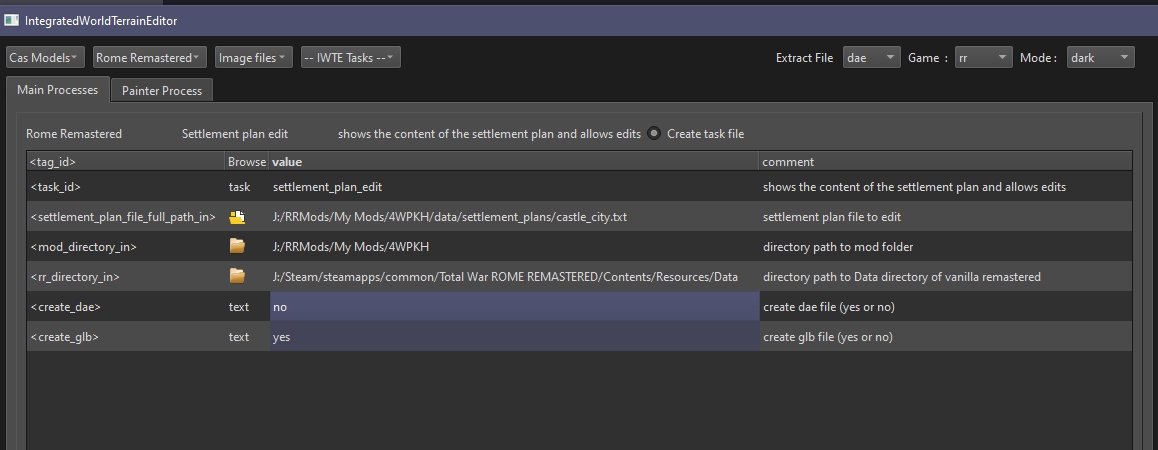 IntegratedWorldTerrainEditor
Cas Models Rome Remastered Image files -- IWTE Tasks -- Extract File dae Game : rr Mode : dark
Main Processes Painter Process
Rome Remastered Settlement plan edit shows the content of the settlement plan and allows edits Create task file
<tag_id> Browse value comment
<task_id> task settlement_plan_edit shows the content of the settlement plan and allows edits
<settlement_plan_file_full_path_in> J:/RRMods/My Mods/4WPKH/data/settlement_plans/castle_city.txt settlement plan file to edit
<mod_directory_in> J:/RRMods/My Mods/4WPKH directory path to mod folder
<rr_directory_in> J:/Steam/steamapps/common/Total War ROME REMASTERED/Contents/Resources/Data directory path to Data directory of vanilla remastered
<create_dae> text no create dae file (yes or no)
<create_glb> text yes create glb file (yes or no)